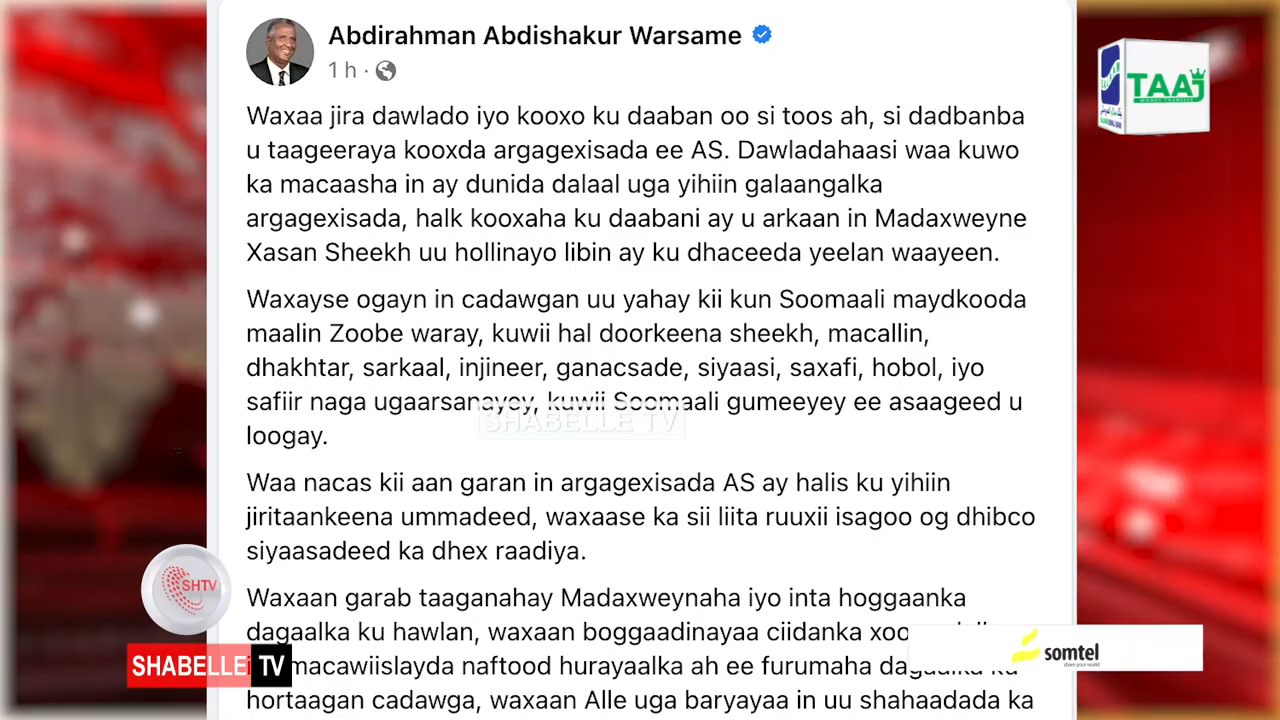 Abdirahman Abdishakur Warsame
1 h ·
Waxaa jira dawlado iyo kooxo ku daaban oo si toos ah, si dadbanba
u taageeraya kooxda argagexisada ee AS. Dawladahaasi waa kuwo
ka macaasha in ay dunida dalaal uga yihiin galaangalka
argagexisada, halk kooxaha ku daabani ay u arkaan in Madaxweyne
Xasan Sheekh uu hollinayo libin ay ku dhaceeda yeelan waayeen.
Waxayse ogayn in cadawgan uu yahay kii kun Soomaali maydkooda
maalin Zoobe waray, kuwii hal doorkeena sheekh, macallin,
dhakhtar, sarkaal, injineer, ganacsade, siyaasi, saxafi, hobol, iyo
safiir naga ugaarsanayey, kuwii Soomaali gumeeyey ee asaageed u
loogay.
Waa nacas kii aan garan in argagexisada AS ay halis ku yihiin
jiritaankeena ummadeed, waxaase ka sii liita ruuxii isagoo og dhibco
siyaasadeed ka dhex raadiya.
Waxaan garab taaganahay Madaxweynaha iyo inta hoggaanka
dagaalka ku hawlan, waxaan boggaadinayaa ciidanka
macawiislayda naftood hurayaalka ah ee furumaha
hortaagan cadawga, waxaan Alle uga baryayaa in uu shahaadada ka
SHABELLE TV
TAAJ
SHTV
SHABELLE TV
somtel